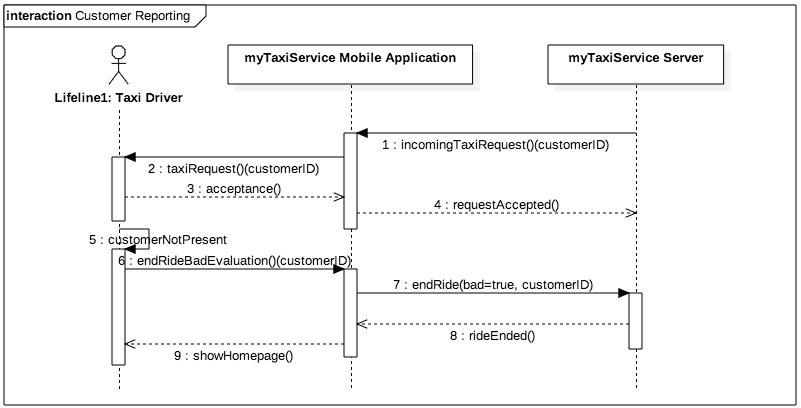 interaction Customer Reporting
myTaxiService Mobile Application
myTaxiService Server
Lifeline1: Taxi Driver
1 : incomingTaxiRequest()(customerID)
2 : taxiRequest()(customerID)
3 : acceptance()
4 : requestAccepted()
5 : customerNotPresent
6 : endRideBadEvaluation()(customerID)
7 : endRide(bad=true, customerID)
8 : rideEnded()
9 : showHomepage()